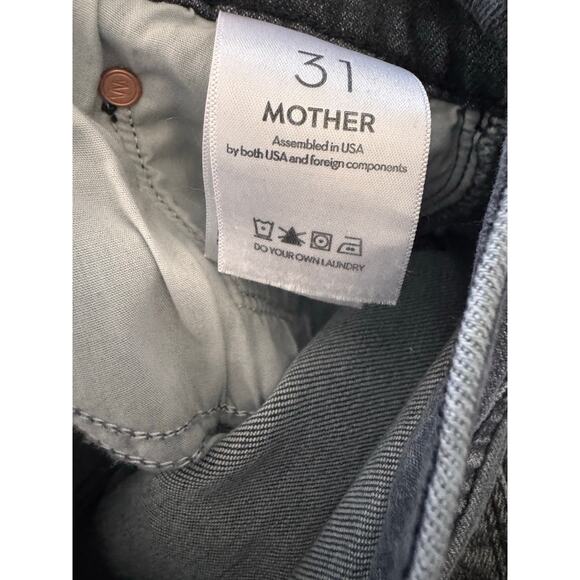 31
MOTHER
Assembled in USA
by both USA and foreign components
DO YOUR OWN LAUNDRY
M